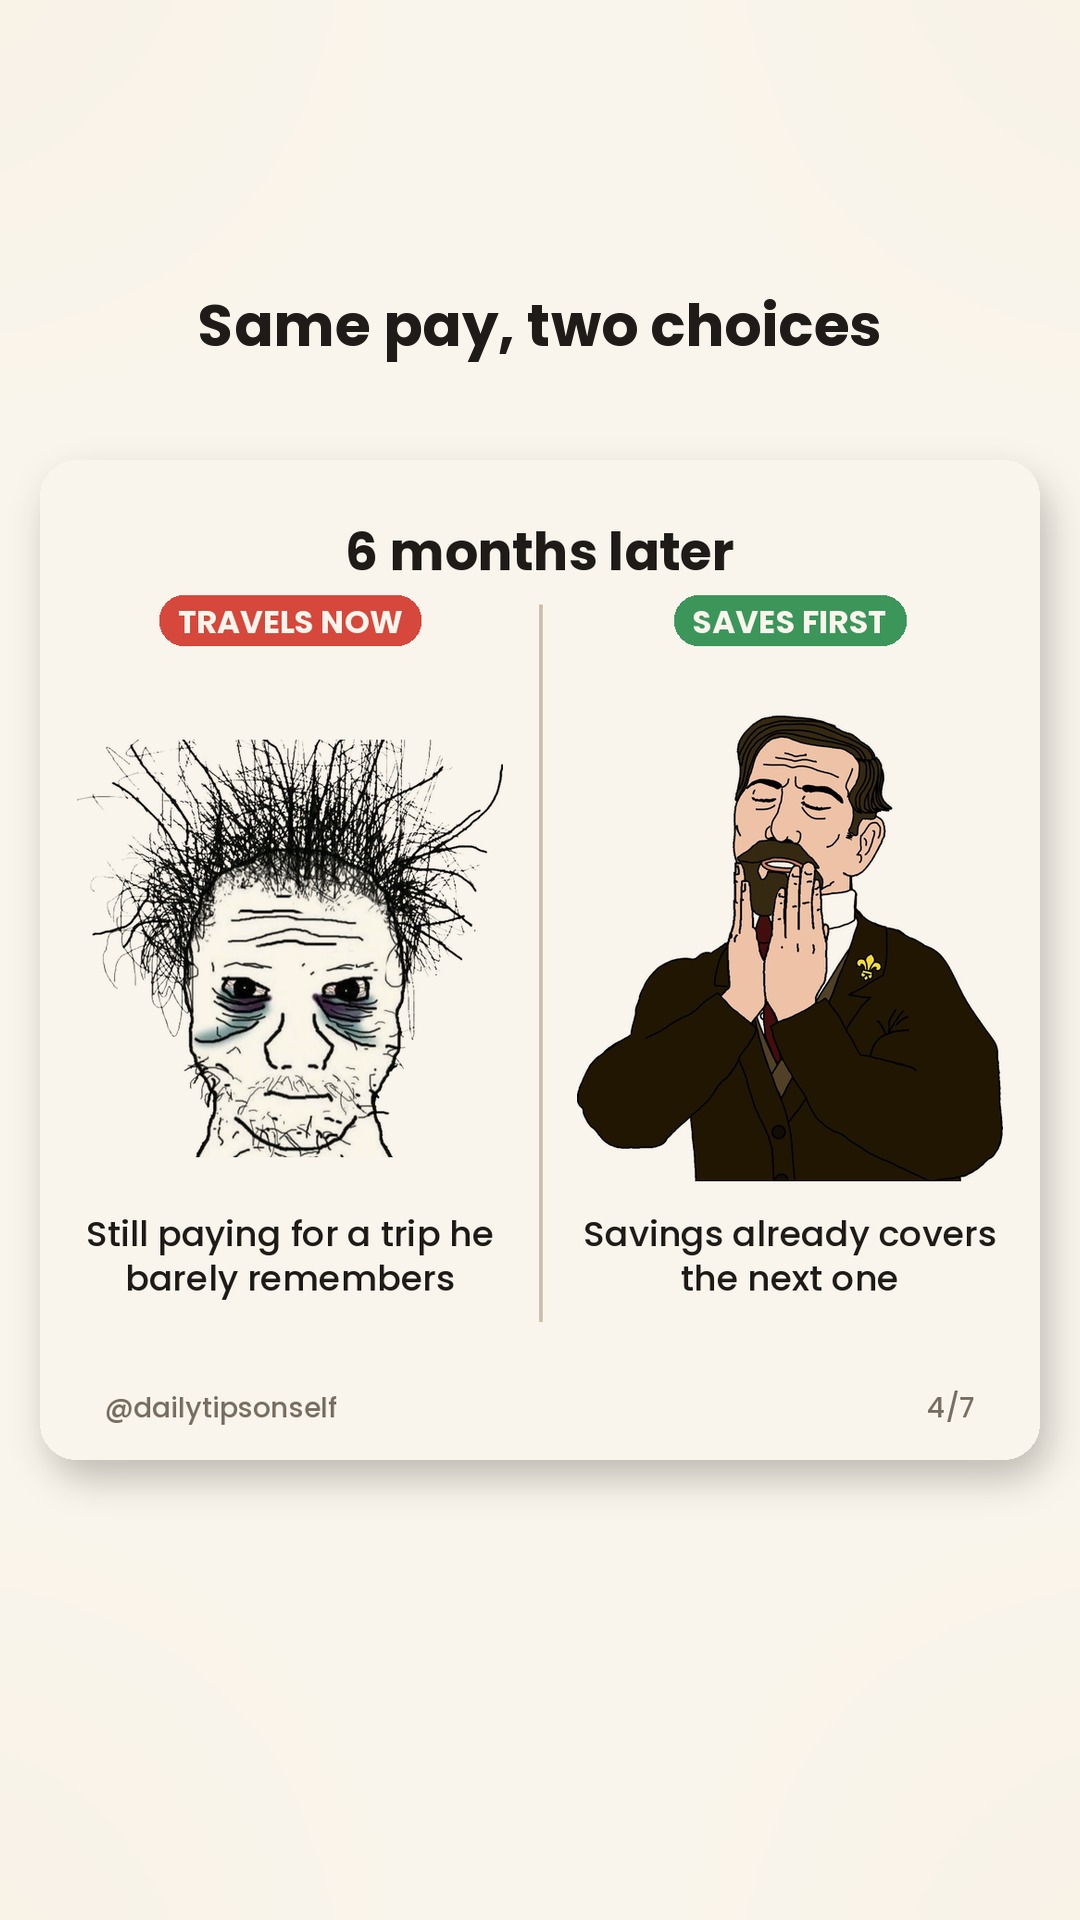 Same pay, two choices
6 months later
TRAVELS NOW
Still paying for a trip he
barely remembers
SAVES FIRST
Savings already covers
the next one
@dailytipsonself
4/7